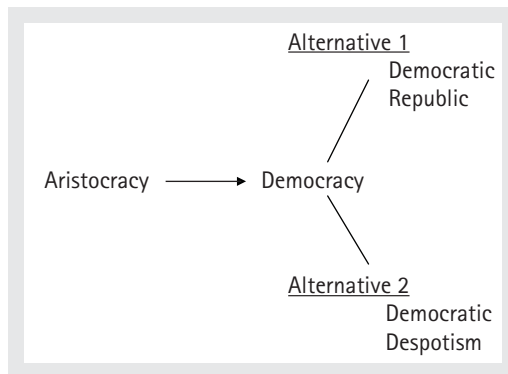 Alternative 1
Democratic
Republic
Aristocracy
Democracy
Alternative 2
Democratic
Despotism